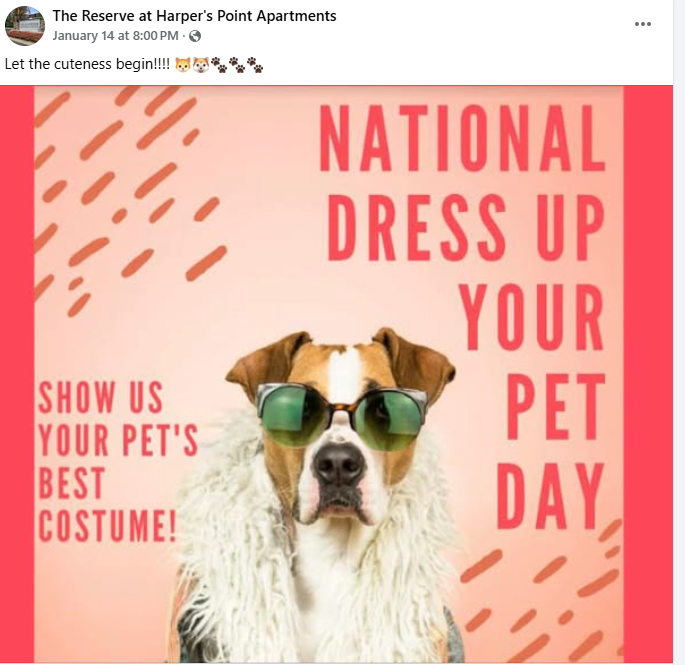 The Reserve at Harper's Point Apartments
January 14 at 8:00 PM ·
Let the cuteness begin!!!! 🐱🐶🐾🐾🐾
NATIONAL
DRESS UP
YOUR
PET
DAY
SHOW US
YOUR PET'S
BEST
COSTUME!